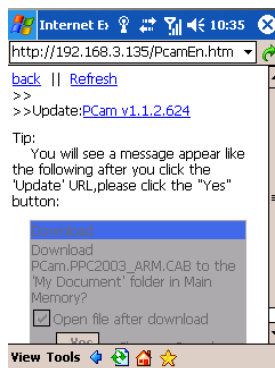 Internet E
10:35
http://192.168.3.135/PcamEn.htm
back || Refresh
>>
>>Update:PCam v1.1.2.624
Tip:
You will see a message appear like
the following after you click the
'Update' URL,please click the "Yes"
button:
Download
Download
PCam.PPC2003_ARM.CAB to the
'My Document' folder in Main
Memory?
Open file after download
Yes
View Tools